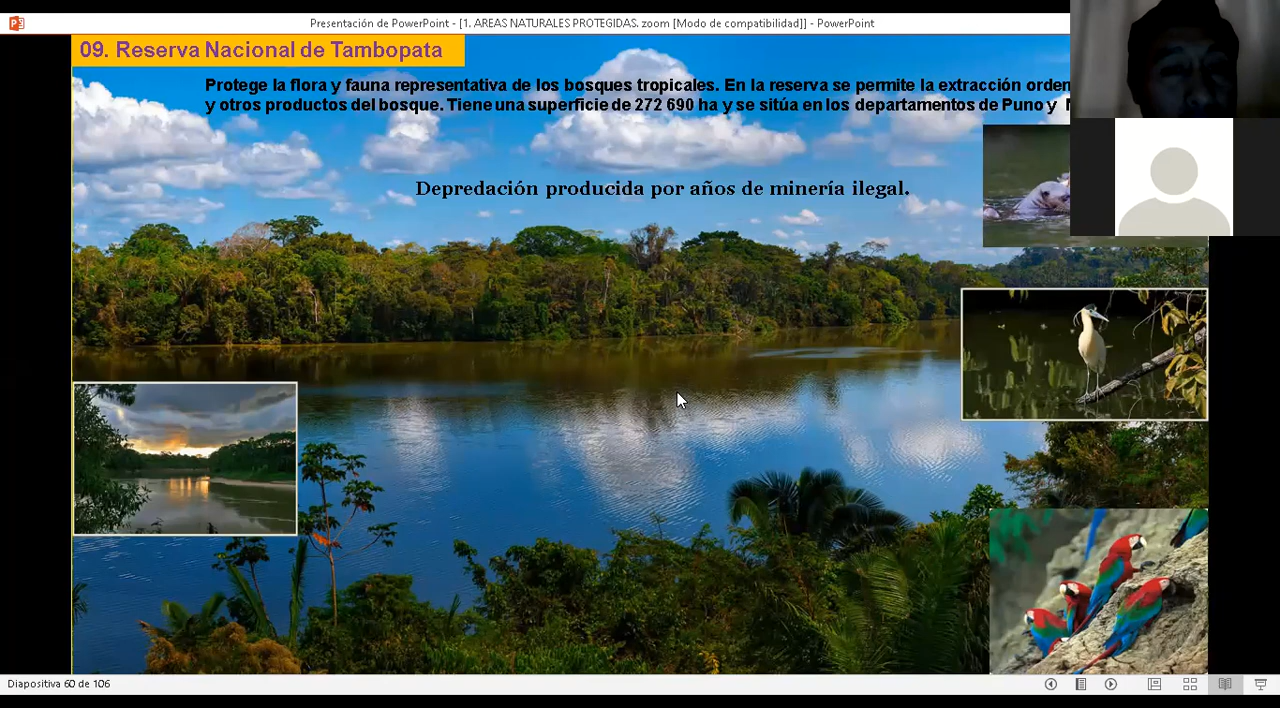 Presentación de PowerPoint - [1. AREAS NATURALES PROTEGIDAS. zoom [Modo de compatibilidad]] - PowerPoint
09. Reserva Nacional de Tambopata
Protege la flora y fauna representativa de los bosques tropicales. En la reserva se permite la extracción orden
y otros productos del bosque. Tiene una superficie de 272 690 ha y se sitúa en los departamentos de Puno y
Depredación producida por años de minería ilegal.
Diapositiva 60 de 106